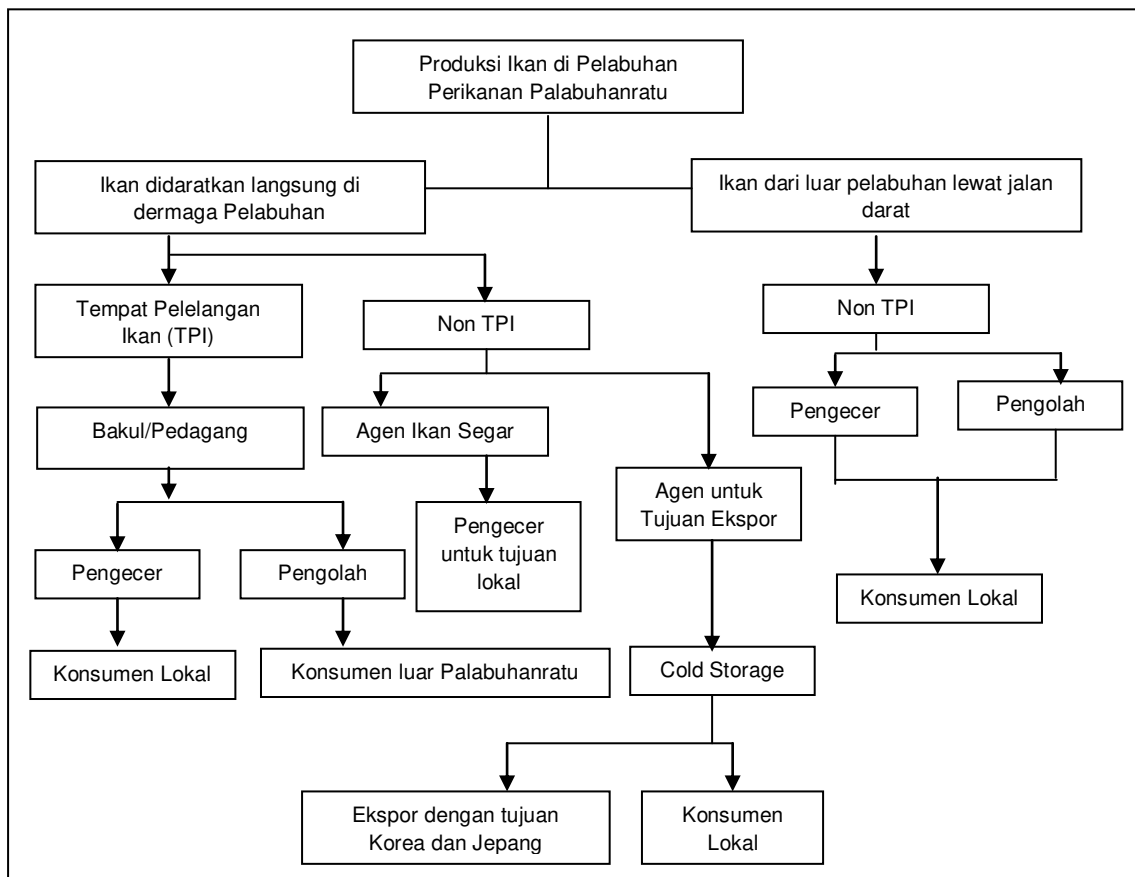 Produksi Ikan di Pelabuhan
Perikanan Palabuhanratu
Ikan didaratkan langsung di
dermaga Pelabuhan
Ikan dari luar pelabuhan lewat jalan
darat
Tempat Pelelangan
Ikan (TPI)
Non TPI
Non TPI
Bakul/Pedagang
Agen Ikan Segar
Pengecer
Pengolah
Agen untuk
Tujuan Ekspor
Pengecer
untuk tujuan
lokal
Pengecer
Pengolah
Konsumen Lokal
Konsumen Lokal
Konsumen luar Palabuhanratu
Cold Storage
Ekspor dengan tujuan
Korea dan Jepang
Konsumen
Lokal